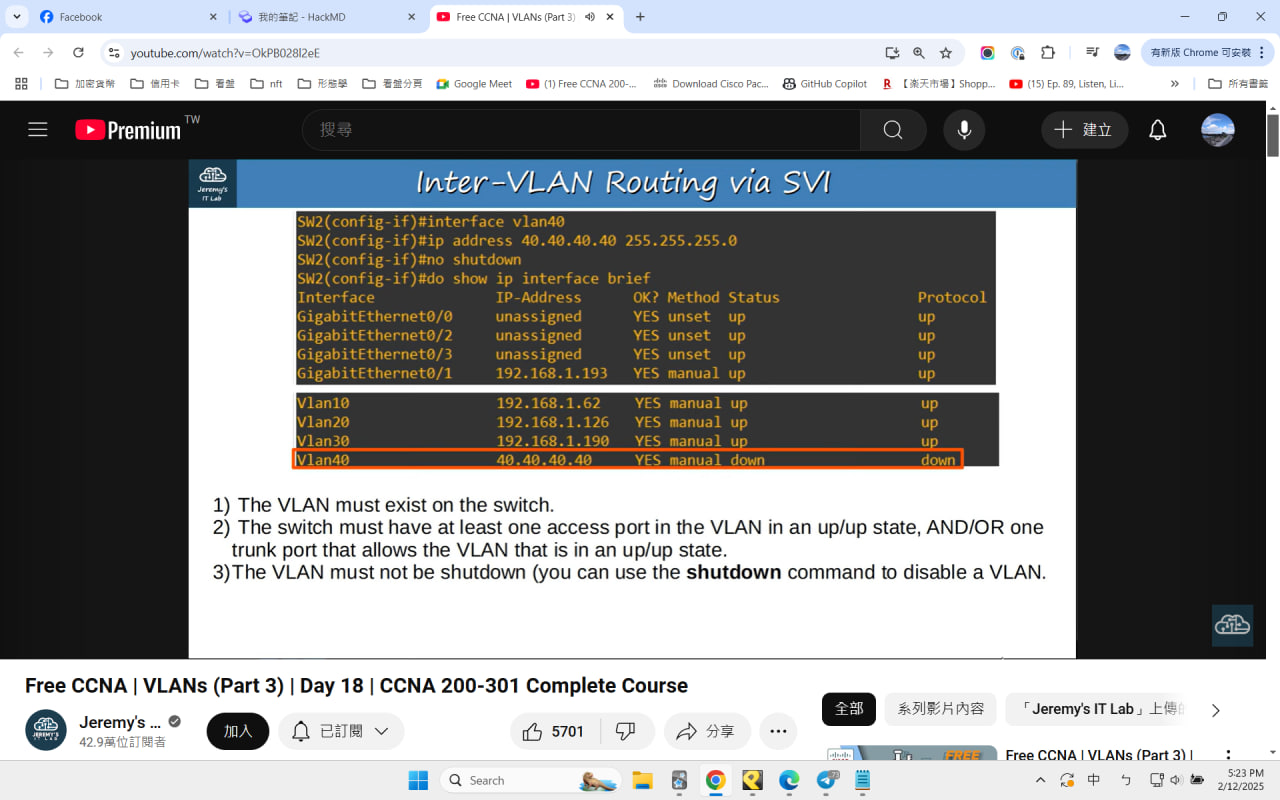 Facebook
我的筆記 - HackMD
Free CCNA | VLANs (Part 3)
youtube.com/watch?v=OkPB028l2eE
有新版 Chrome 可安裝
加密貨幣
信用卡
看盤
nft
形態學
看盤分頁
Google Meet
(1) Free CCNA 200-...
Download Cisco Pac...
GitHub Copilot
【楽天市場】Shopp...
(15) Ep. 89, Listen, Li...
»
所有書籤
Premium TW
搜尋
建立
Jeremy's
IT Lab
Inter-VLAN Routing via SVI
SW2(config-if)#interface vlan40
SW2(config-if)#ip address 40.40.40.40 255.255.255.0
SW2(config-if)#no shutdown
SW2(config-if)#do show ip interface brief
Interface IP-Address OK? Method Status Protocol
GigabitEthernet0/0 unassigned YES unset up up
GigabitEthernet0/2 unassigned YES unset up up
GigabitEthernet0/3 unassigned YES unset up up
GigabitEthernet0/1 192.168.1.193 YES manual up up
Vlan10 192.168.1.62 YES manual up up
Vlan20 192.168.1.126 YES manual up up
Vlan30 192.168.1.190 YES manual up up
Vlan40 40.40.40.40 YES manual down down
1) The VLAN must exist on the switch.
2) The switch must have at least one access port in the VLAN in an up/up state, AND/OR one
trunk port that allows the VLAN that is in an up/up state.
3)The VLAN must not be shutdown (you can use the shutdown command to disable a VLAN.
Free CCNA | VLANs (Part 3) | Day 18 | CCNA 200-301 Complete Course
Jeremy's ...
42.9萬位訂閱者
加入
已訂閱
5701
分享
全部
系列影片內容
「Jeremy's IT Lab」上傳的
FREE
Free CCNA | VLANs (Part 3) |
Search
73
中
5:23 PM
2/12/2025